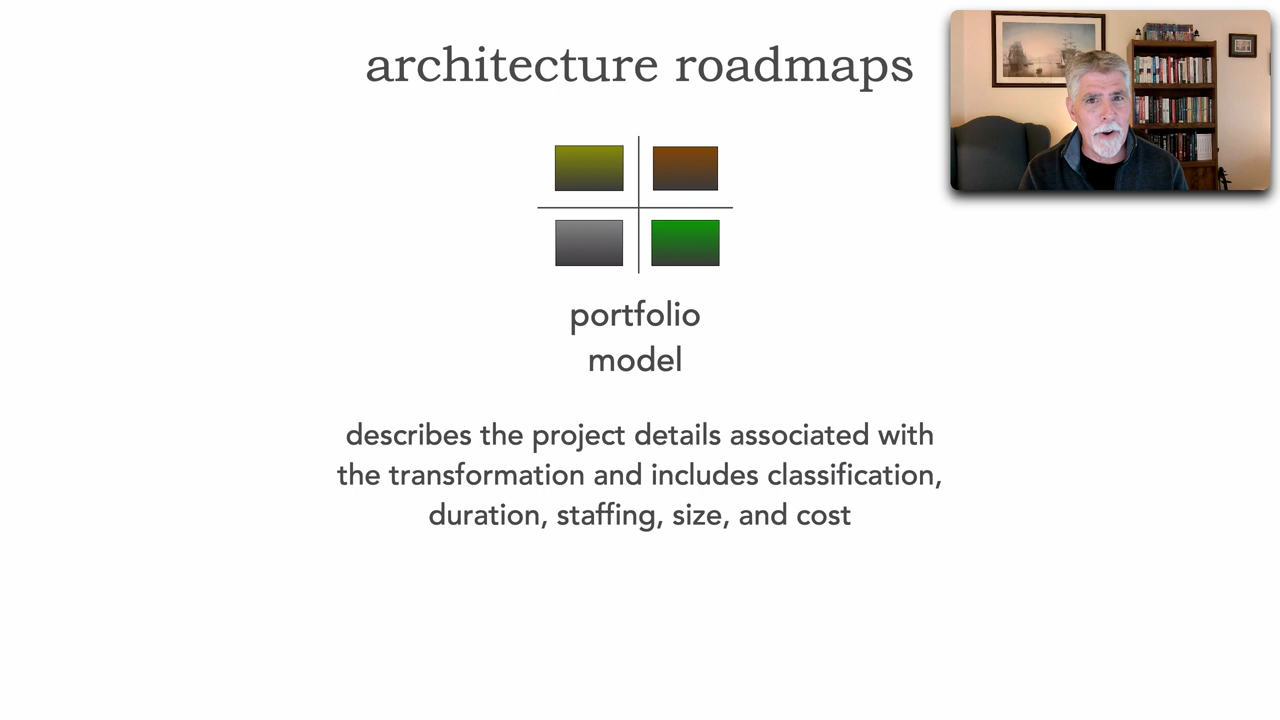 architecture roadmaps
portfolio
model
describes the project details associated with
the transformation and includes classification,
duration, staffing, size, and cost